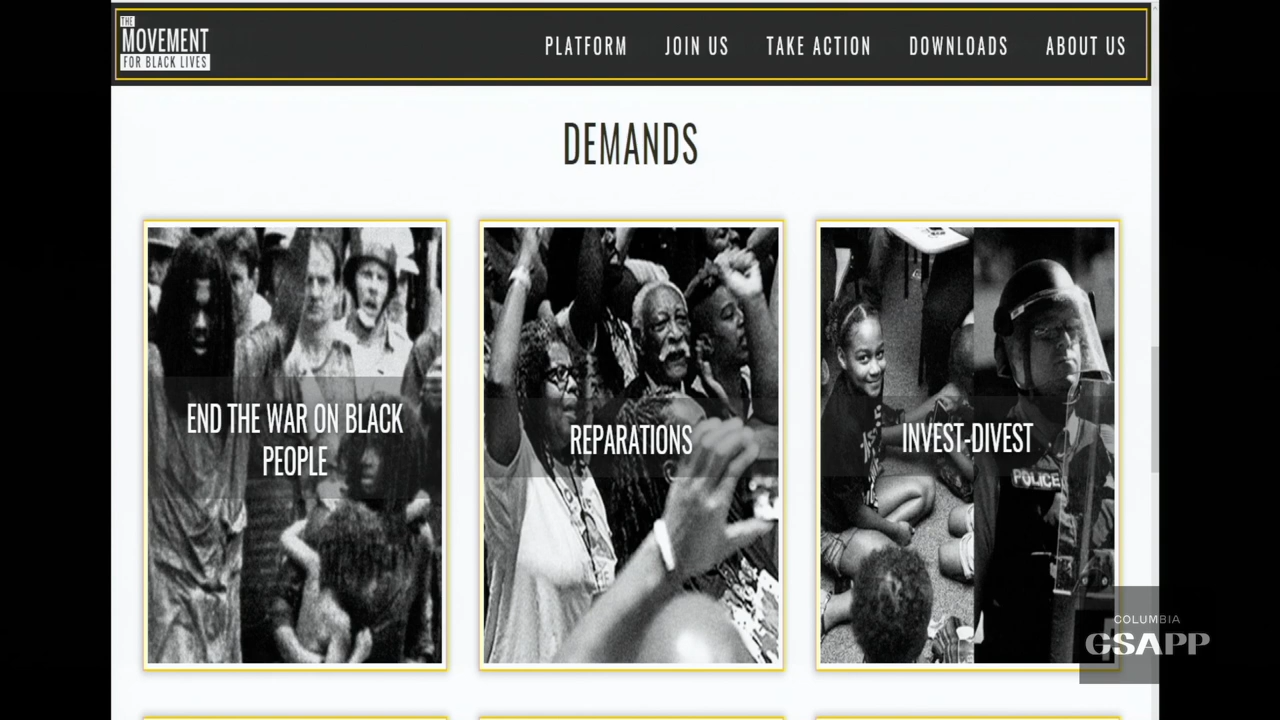 THE
MOVEMENT
FOR BLACK LIVES
PLATFORM
JOIN US
TAKE ACTION
DOWNLOADS
ABOUT US
DEMANDS
END THE WAR ON BLACK
PEOPLE
REPARATIONS
INVEST-DIVEST
POLICE
COLUMBIA
GSAPP